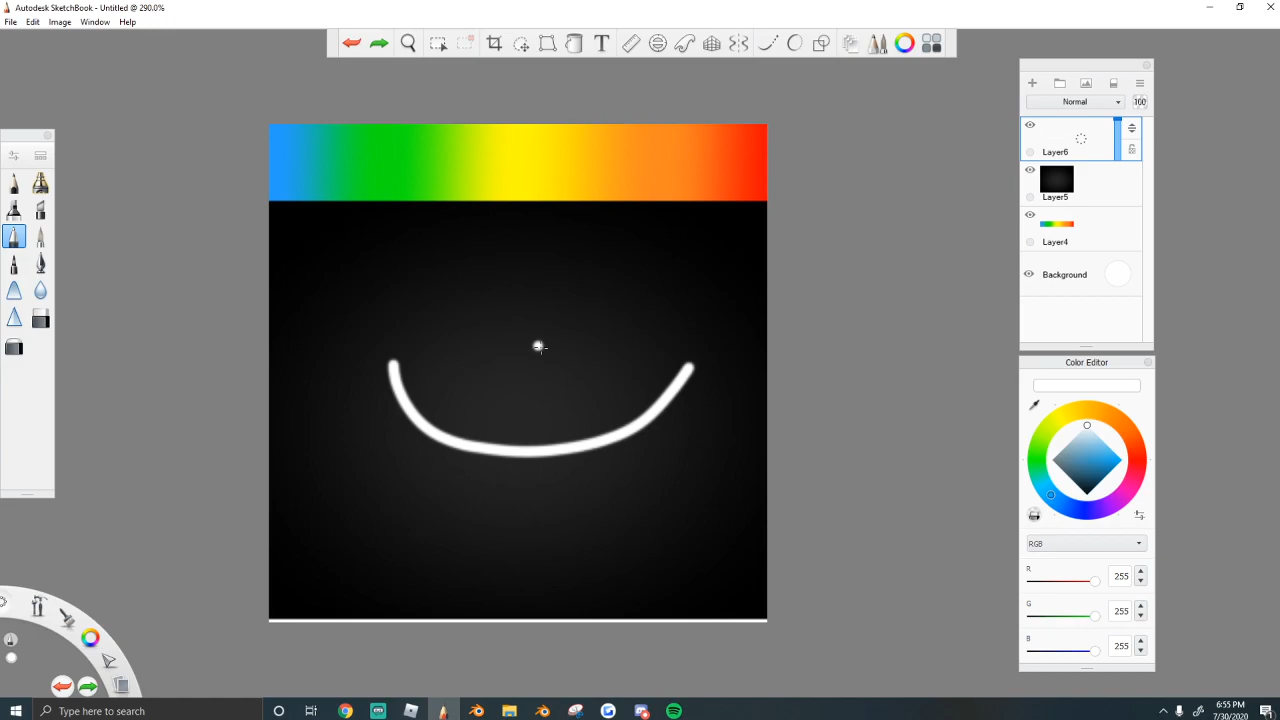 Autodesk SketchBook - Untitled @ 290.0%
File Edit Image Window Help
T
Normal 100
Layer6
Layer5
Layer4
Background
Color Editor
RGB
R 255
G 255
B 255
Type here to search
6:55 PM
7/30/2020